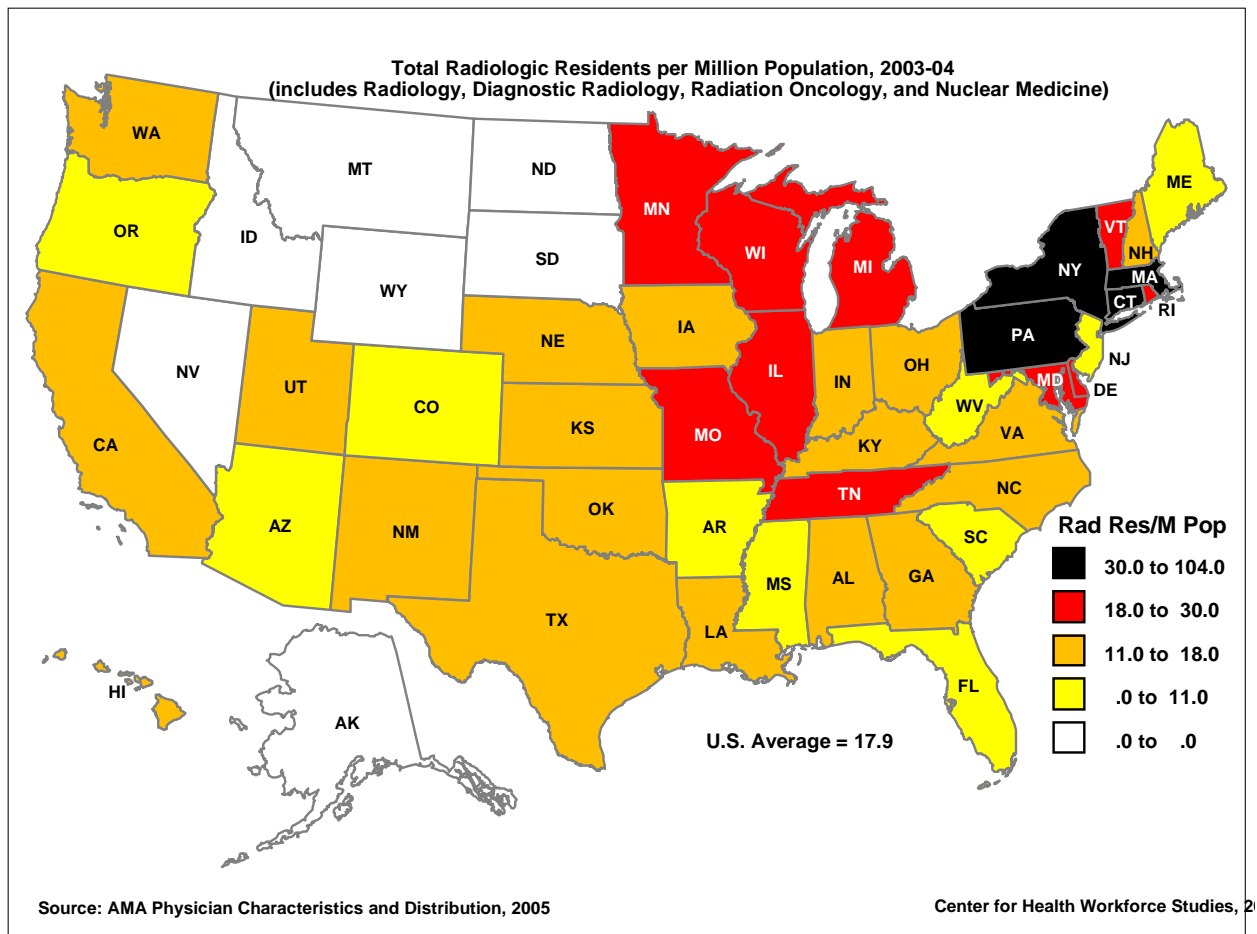 Total Radiologic Residents per Million Population, 2003-04
(includes Radiology, Diagnostic Radiology, Radiation Oncology, and Nuclear Medicine)
WA
MT
ND
ME
OR
MN
VT
ID
SD
WI
MI
NY
NH
MA
WY
CT
RI
NE
IA
PA
NV
UT
IL
IN
OH
NJ
CO
MD
DE
KS
MO
WV
VA
CA
KY
TN
NC
AZ
NM
OK
AR
SC
MS
AL
GA
TX
LA
FL
HI
AK
Rad Res/M Pop
30.0 to 104.0
18.0 to 30.0
11.0 to 18.0
.0 to 11.0
.0 to .0
U.S. Average = 17.9
Source: AMA Physician Characteristics and Distribution, 2005
Center for Health Workforce Studies,